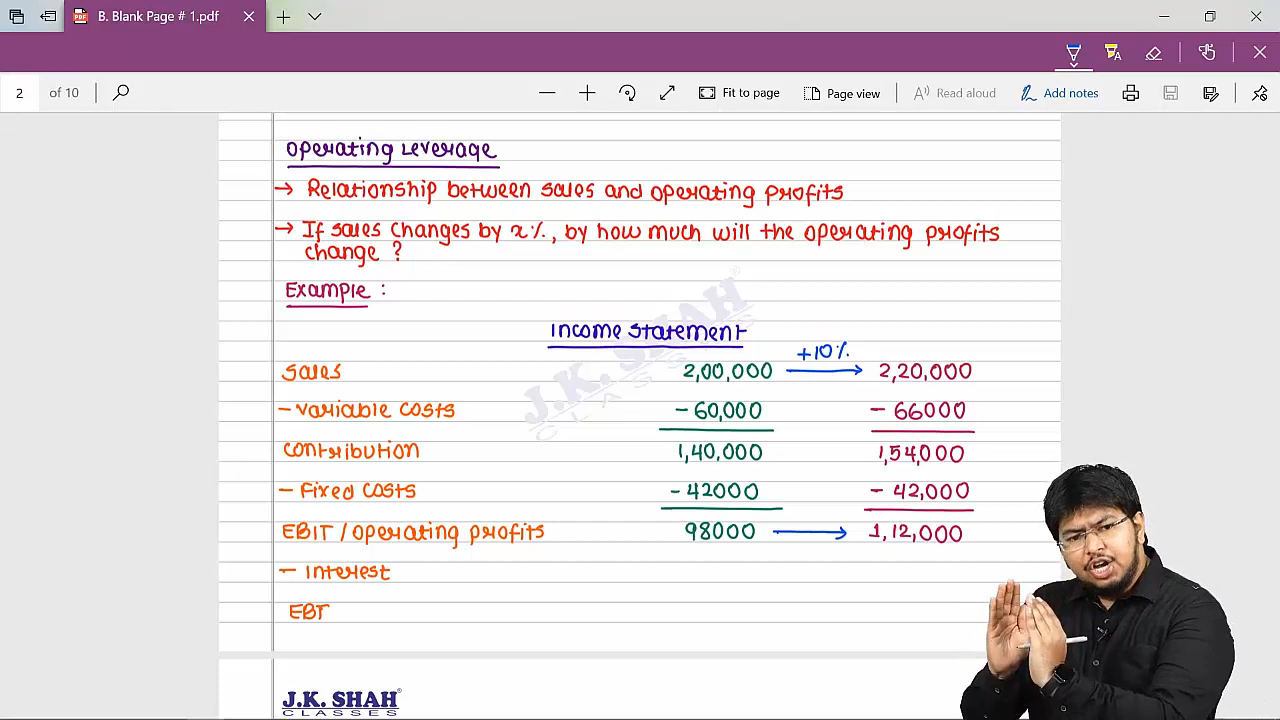 B. Blank Page # 1.pdf
2 of 10 Fit to page Page view Read aloud Add notes
Operating Leverage
→ Relationship between sales and operating profits
→ If sales changes by x%, by how much will the operating profits
change ?
Example :
Income Statement
+10%
Sales 2,00,000 2,20,000
- Variable costs - 60,000 - 66000
Contribution 1,40,000 1,54,000
- Fixed costs - 42000 - 42,000
EBIT / operating profits 98000 1,12,000
- Interest
EBT
J.K. SHAH
CLASSES
J.K. SHAH®
CLASSES